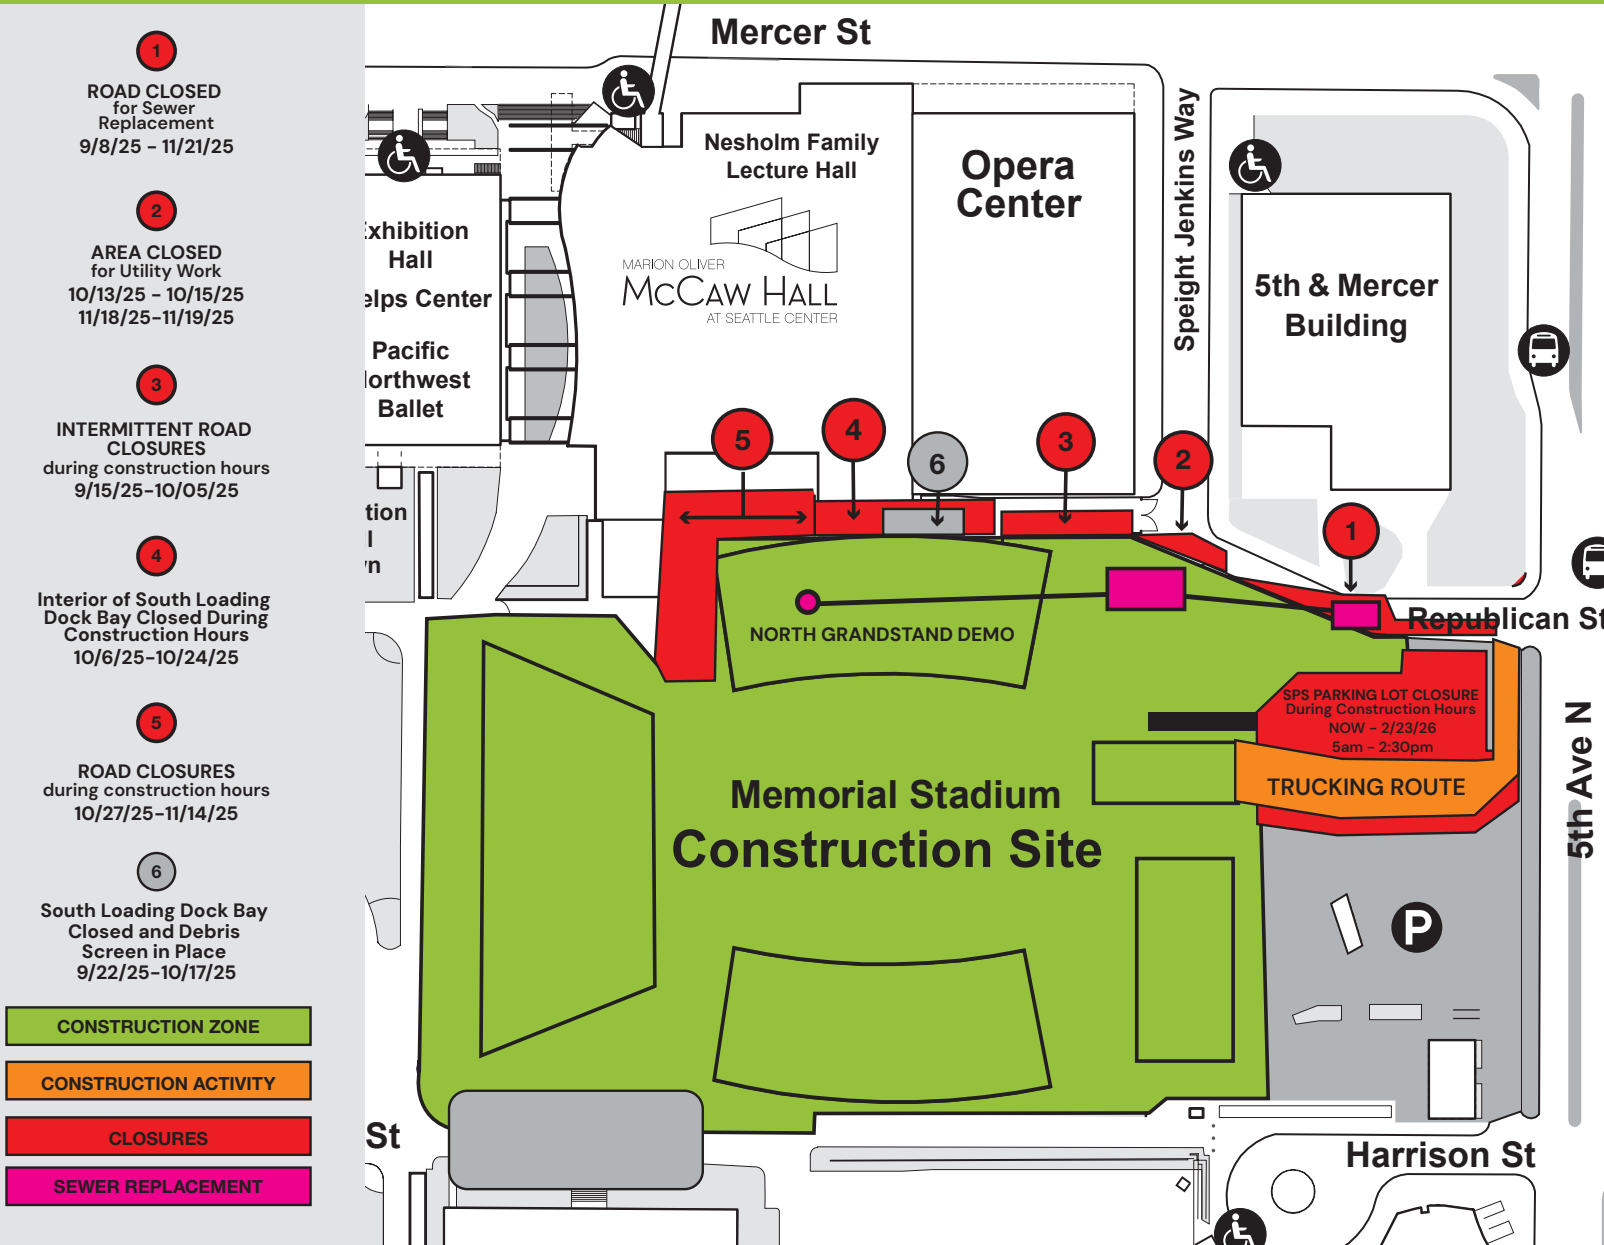 1
ROAD CLOSED
for Sewer
Replacement
9/8/25 - 11/21/25
2
AREA CLOSED
for Utility Work
10/13/25 - 10/15/25
11/18/25-11/19/25
3
INTERMITTENT ROAD
CLOSURES
during construction hours
9/15/25-10/05/25
4
Interior of South Loading
Dock Bay Closed During
Construction Hours
10/6/25-10/24/25
5
ROAD CLOSURES
during construction hours
10/27/25-11/14/25
6
South Loading Dock Bay
Closed and Debris
Screen in Place
9/22/25-10/17/25
CONSTRUCTION ZONE
CONSTRUCTION ACTIVITY
CLOSURES
SEWER REPLACEMENT
Mercer St
Nesholm Family
Lecture Hall
Opera
Center
Speight Jenkins Way
xhibition
Hall
elps Center
Pacific
orthwest
Ballet
MARION OLIVER
McCAW HALL
AT SEATTLE CENTER
5th & Mercer
Building
5
4
6
3
2
1
tion
l
n
Republican St
NORTH GRANDSTAND DEMO
SPS PARKING LOT CLOSURE
During Construction Hours
NOW - 2/23/26
5am - 2:30pm
TRUCKING ROUTE
5th Ave N
Memorial Stadium
Construction Site
P
St
Harrison St